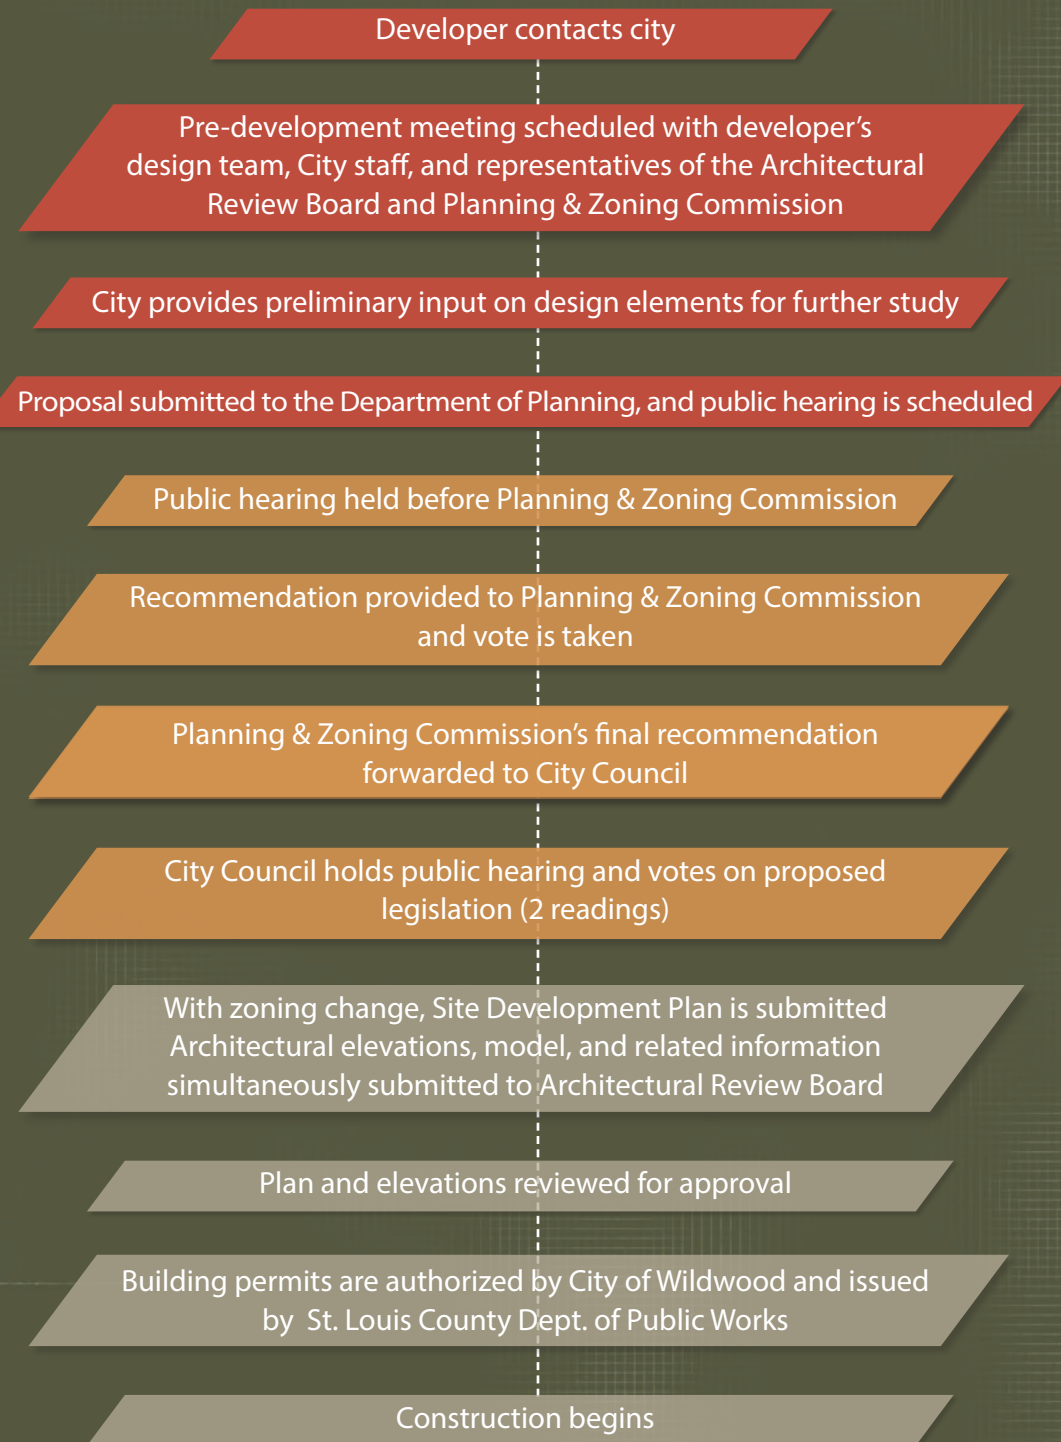 Developer contacts city
Pre-development meeting scheduled with developer’s
design team, City staff, and representatives of the Architectural
Review Board and Planning & Zoning Commission
City provides preliminary input on design elements for further study
Proposal submitted to the Department of Planning, and public hearing is scheduled
Public hearing held before Planning & Zoning Commission
Recommendation provided to Planning & Zoning Commission
and vote is taken
Planning & Zoning Commission’s final recommendation
forwarded to City Council
City Council holds public hearing and votes on proposed
legislation (2 readings)
With zoning change, Site Development Plan is submitted
Architectural elevations, model, and related information
simultaneously submitted to Architectural Review Board
Plan and elevations reviewed for approval
Building permits are authorized by City of Wildwood and issued
by St. Louis County Dept. of Public Works
Construction begins